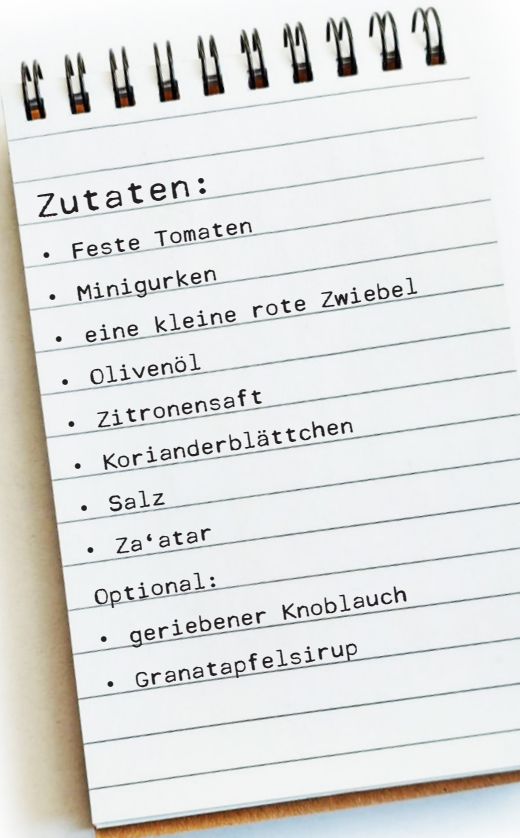 Zutaten:
• Feste Tomaten
• Minigurken
• eine kleine rote Zwiebel
• Olivenöl
• Zitronensaft
• Korianderblättchen
• Salz
• Za‘atar
Optional:
• geriebener Knoblauch
• Granatapfelsirup